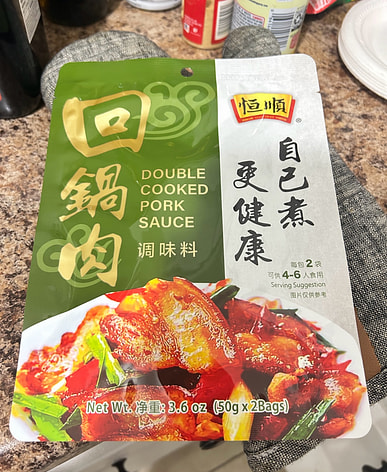 回鍋肉
DOUBLE
COOKED
PORK
SAUCE
调味料
恒順
®
自己煮
更健康
每包 2 袋
可供 4-6 人食用
Serving Suggestion
图片仅供参考
Net Wt. 净重: 3.6 oz (50g x 2Bags)